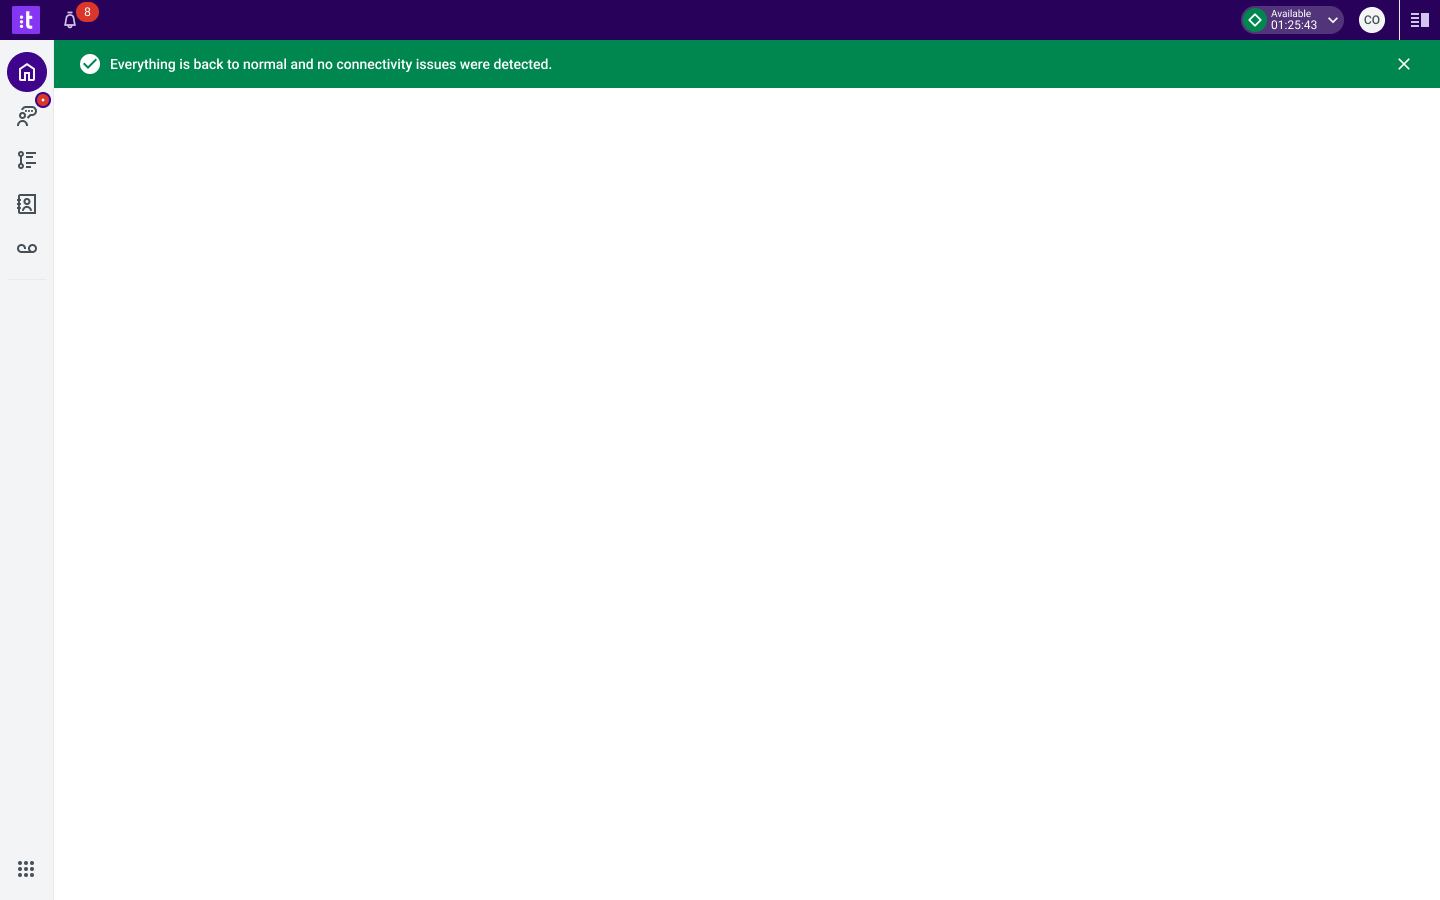 :t
8
Available
01:25:43
CO
Everything is back to normal and no connectivity issues were detected.